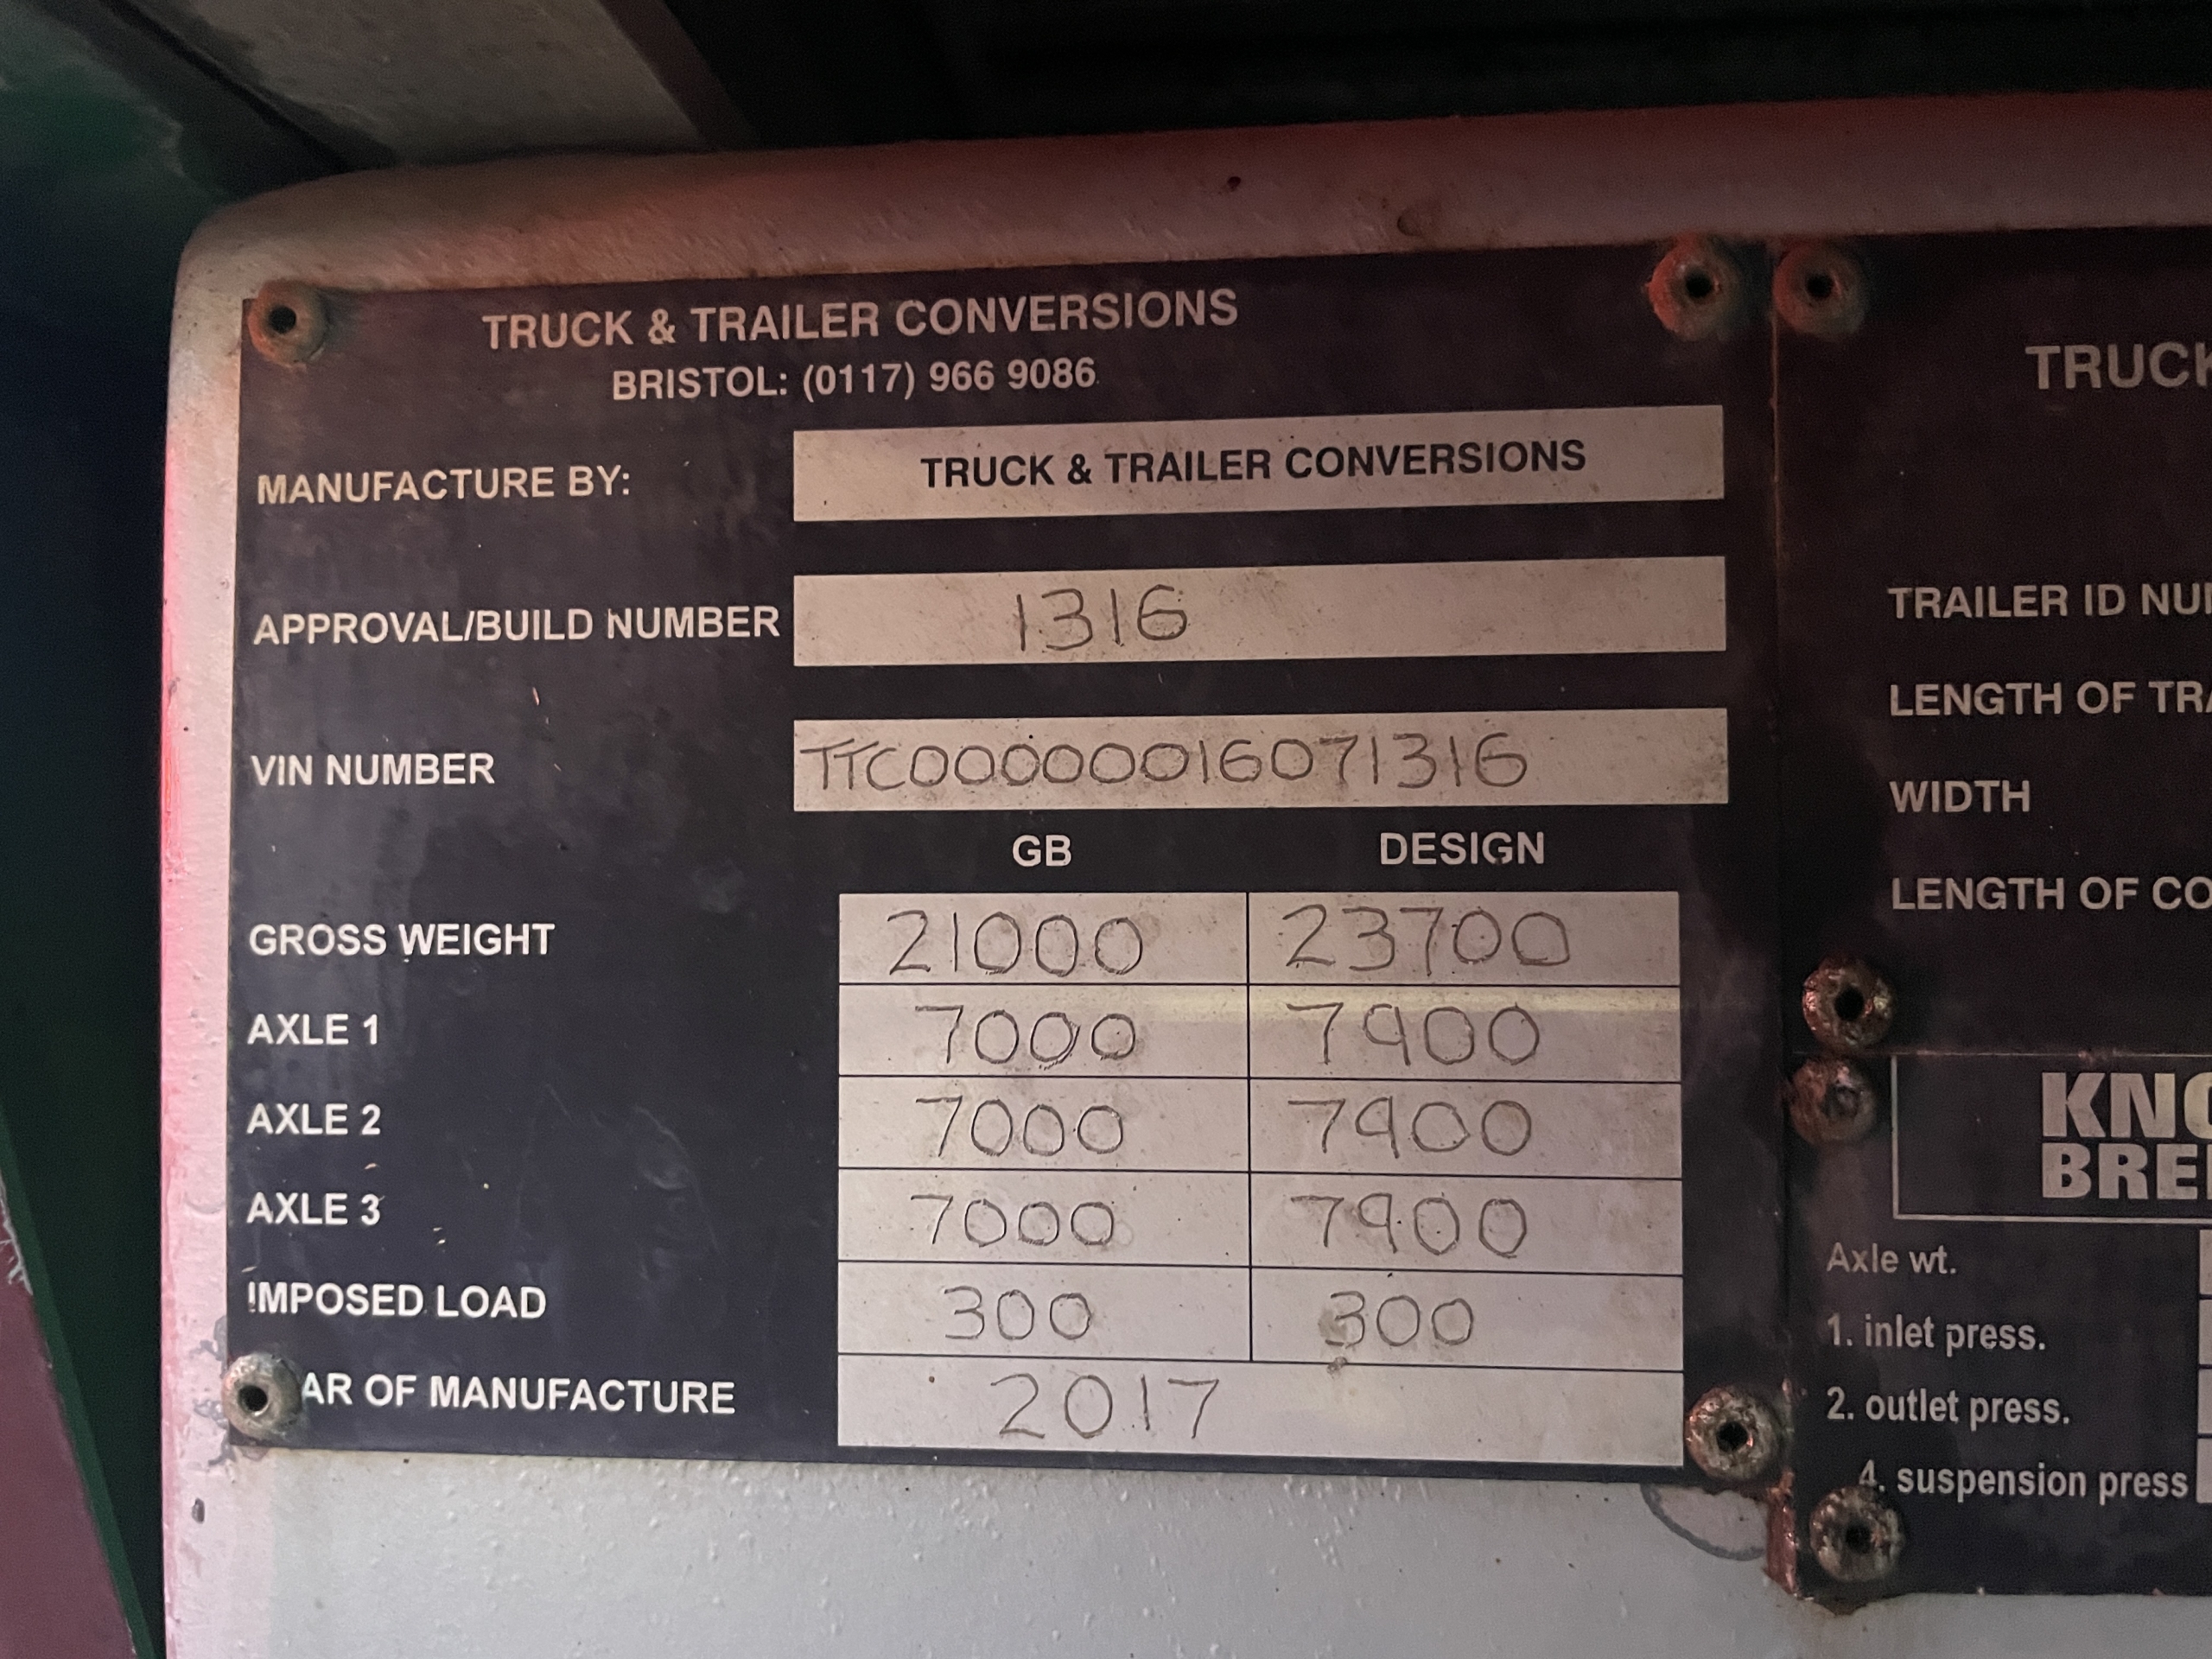 TRUCK & TRAILER CONVERSIONS
BRISTOL: (0117) 966 9086
MANUFACTURE BY: TRUCK & TRAILER CONVERSIONS
APPROVAL/BUILD NUMBER 1316
VIN NUMBER TTC00000016071316
GB DESIGN
GROSS WEIGHT 21000 23700
AXLE 1 7000 7900
AXLE 2 7000 7900
AXLE 3 7000 7900
IMPOSED LOAD 300 300
AR OF MANUFACTURE 2017
TRUCK
TRAILER ID NU
LENGTH OF TRA
WIDTH
LENGTH OF CO
KNO
BRE
Axle wt.
1. inlet press.
2. outlet press.
4. suspension press